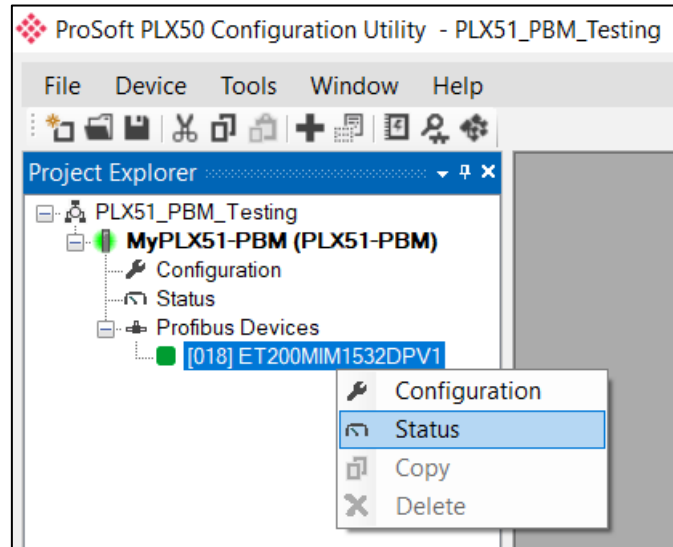 ProSoft PLX50 Configuration Utility - PLX51_PBM_Testing
File Device Tools Window Help
Project Explorer
PLX51_PBM_Testing
MyPLX51-PBM (PLX51-PBM)
Configuration
Status
Profibus Devices
[018] ET200MIM1532DPV1
Configuration
Status
Copy
Delete